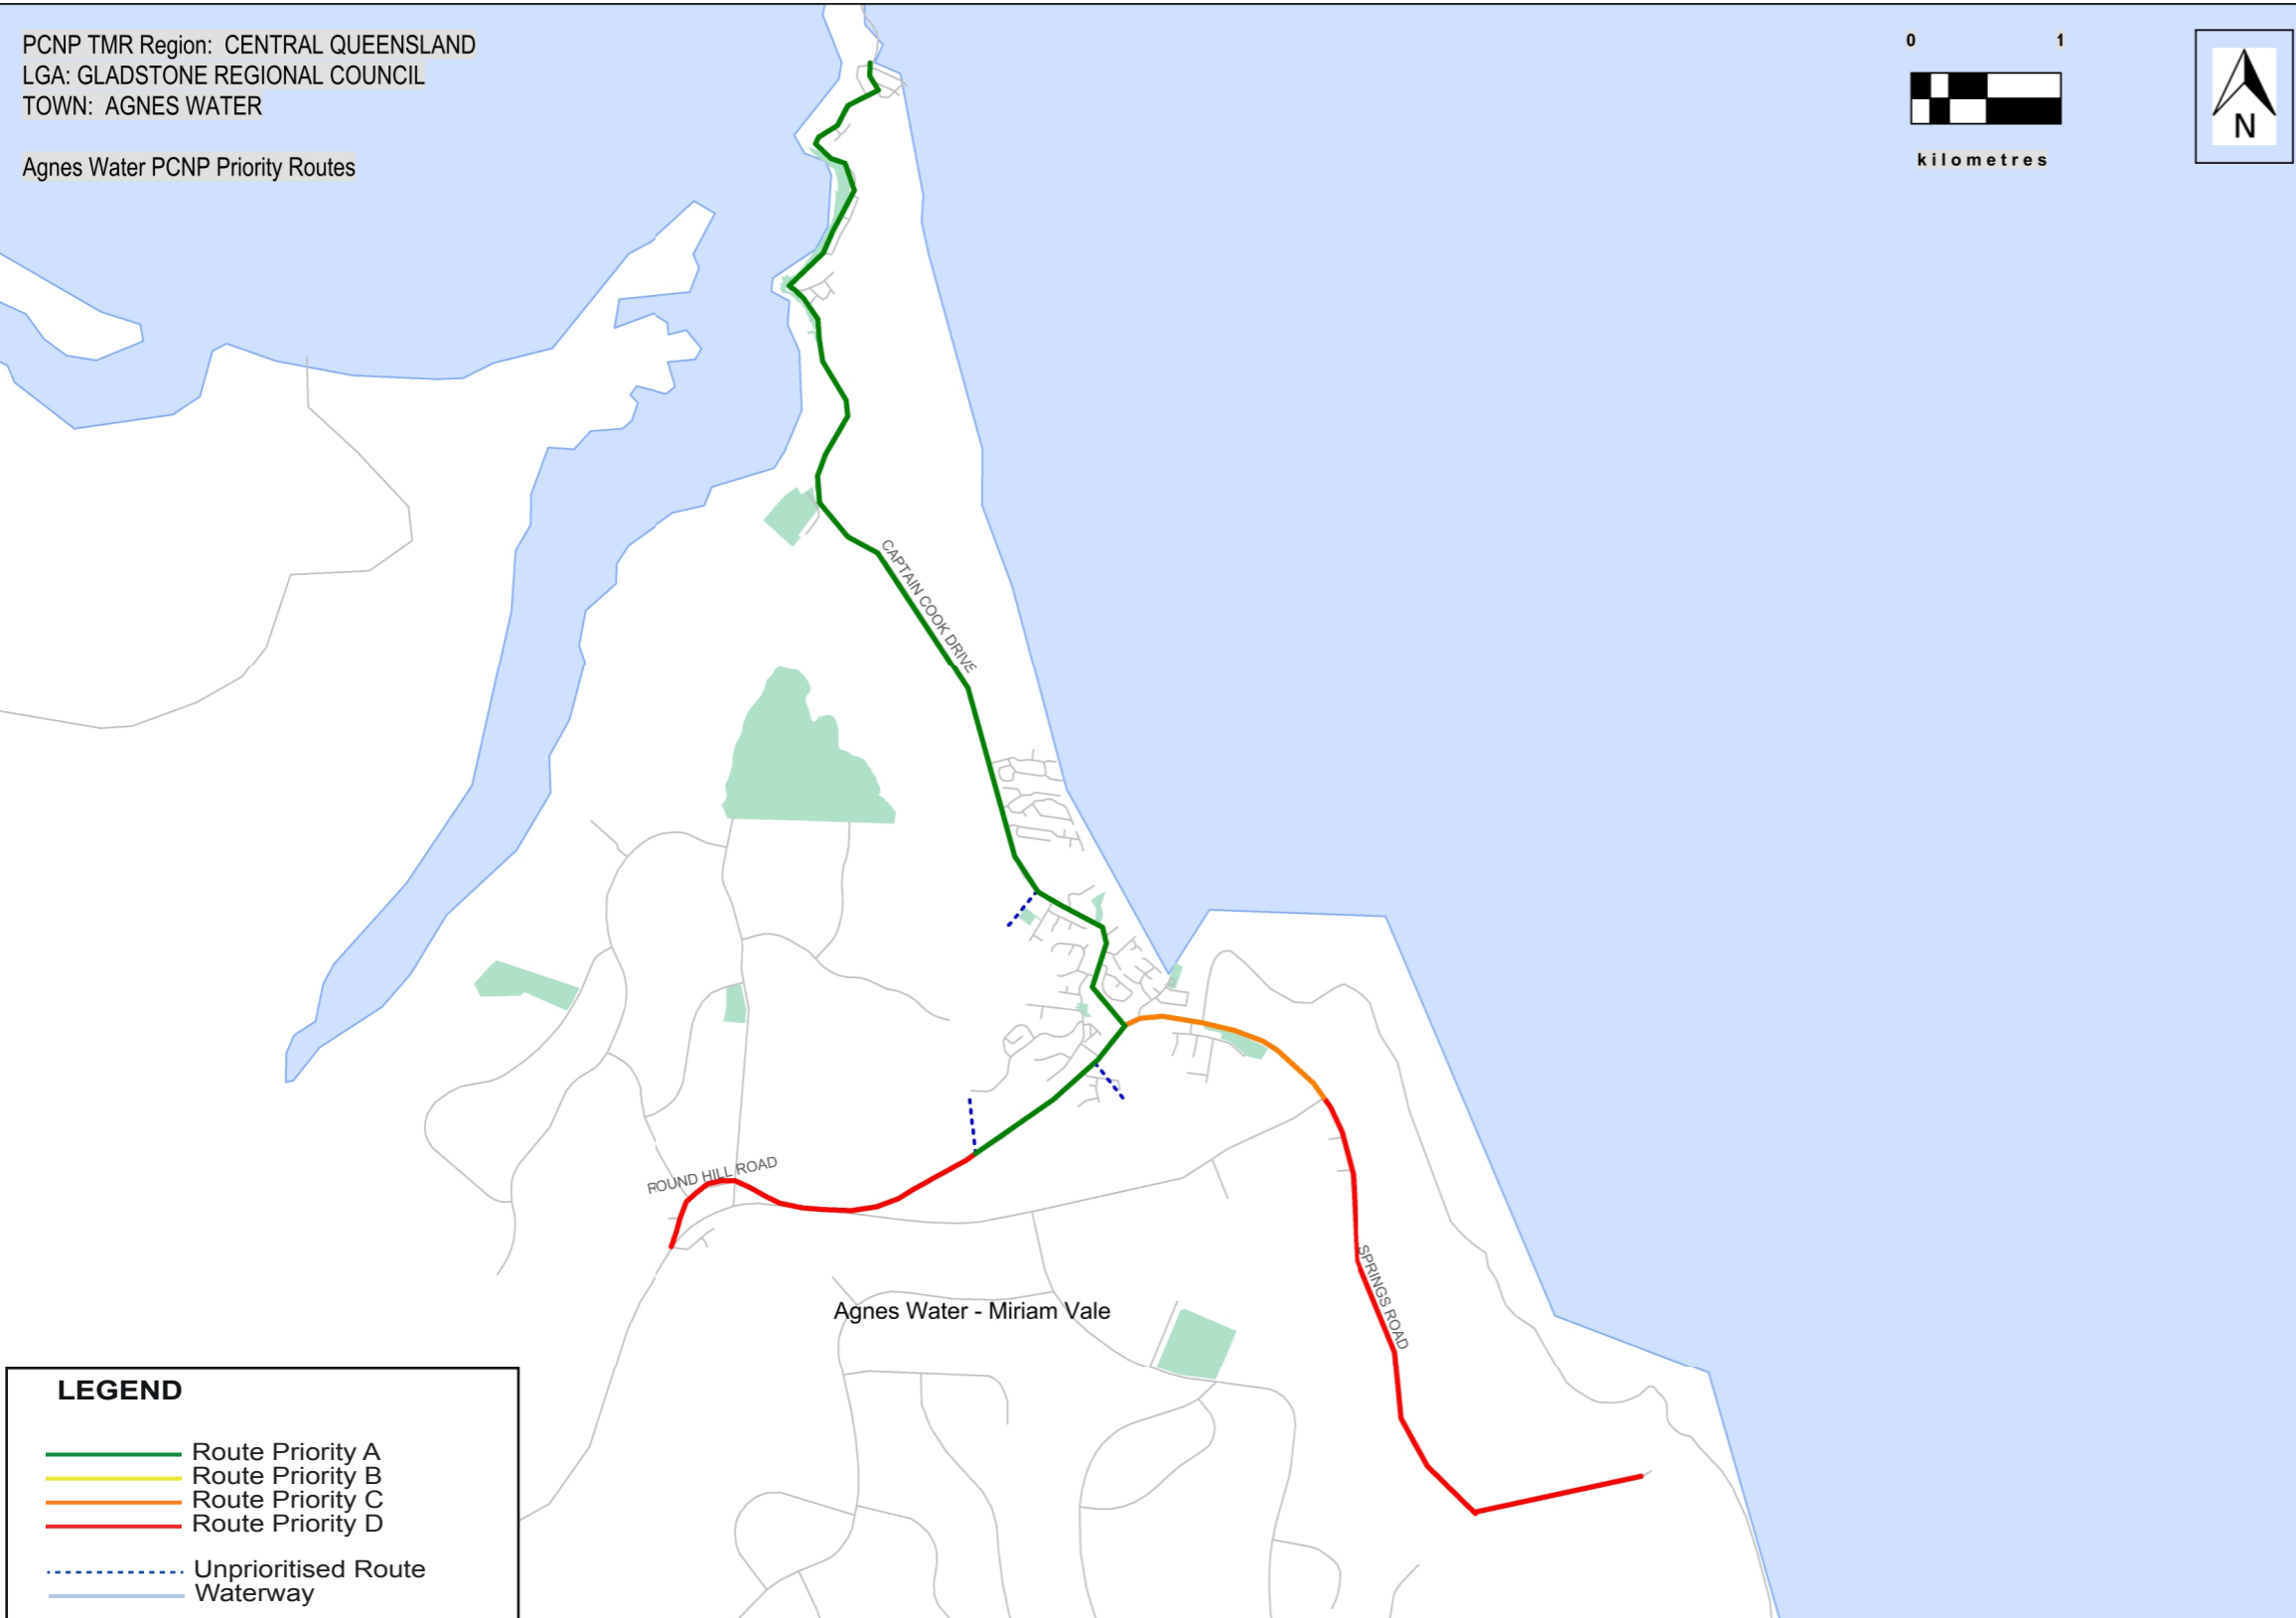 PCNP TMR Region: CENTRAL QUEENSLAND
LGA: GLADSTONE REGIONAL COUNCIL
TOWN: AGNES WATER
Agnes Water PCNP Priority Routes
0 1
kilometres
N
CAPTAIN COOK DRIVE
ROUND HILL ROAD
SPRINGS ROAD
Agnes Water - Miriam Vale
LEGEND
Route Priority A
Route Priority B
Route Priority C
Route Priority D
Unprioritised Route
Waterway